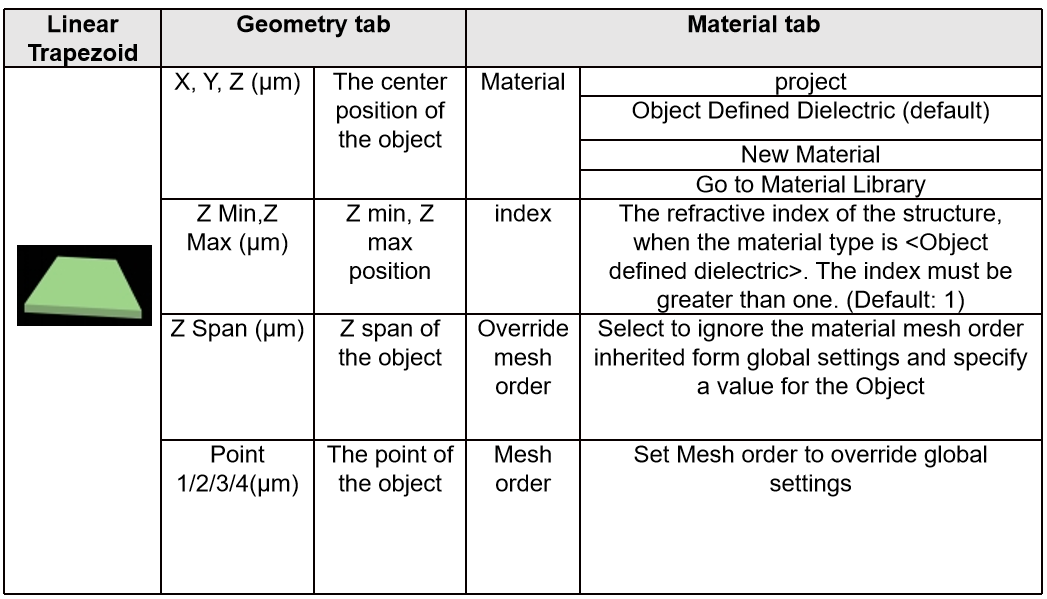 Linear
Trapezoid
Geometry tab
Material tab
X, Y, Z (µm)
The center
position of
the object
Material
project
Object Defined Dielectric (default)
New Material
Go to Material Library
Z Min,Z
Max (µm)
Z min, Z
max
position
index
The refractive index of the structure,
when the material type is <Object
defined dielectric>. The index must be
greater than one. (Default: 1)
Z Span (µm)
Z span of
the object
Override
mesh
order
Select to ignore the material mesh order
inherited form global settings and specify
a value for the Object
Point
1/2/3/4(µm)
The point of
the object
Mesh
order
Set Mesh order to override global
settings